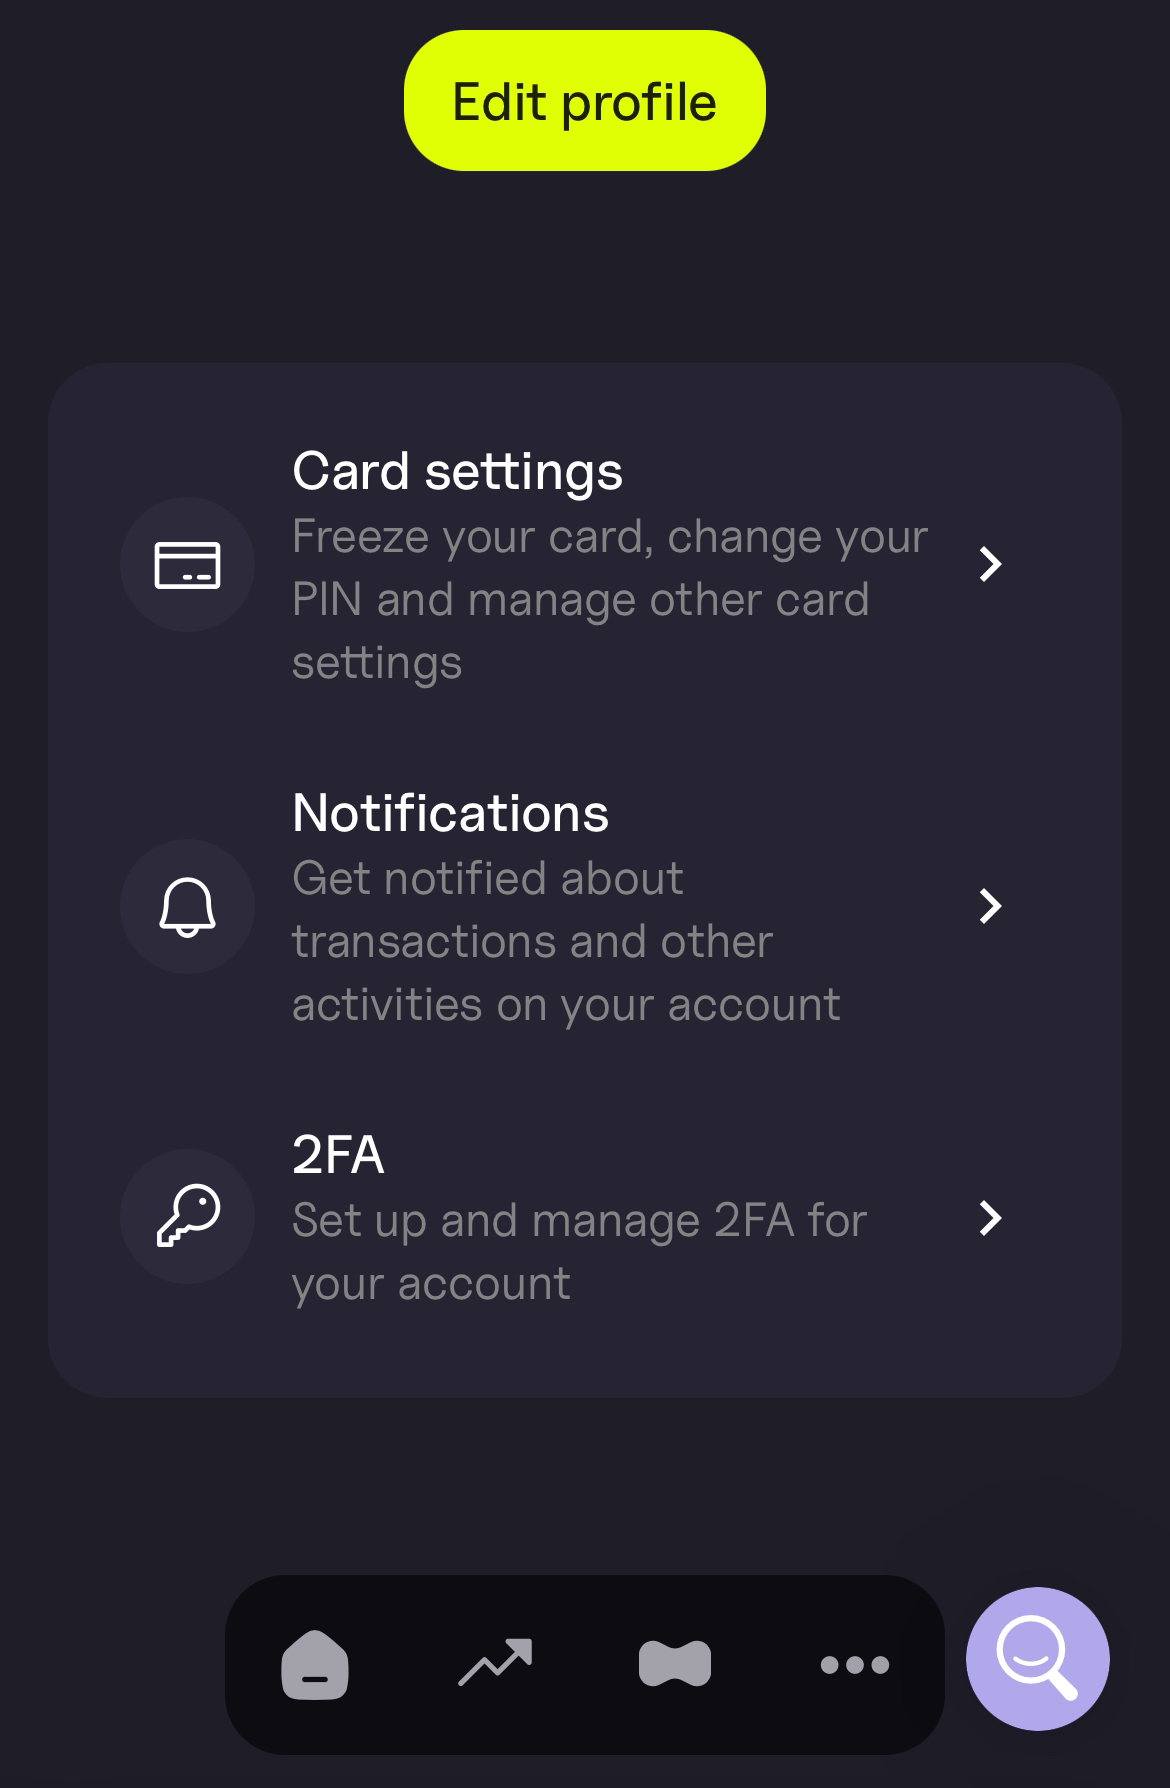 Edit profile
Card settings
Freeze your card, change your
PIN and manage other card
settings
Notifications
Get notified about
transactions and other
activities on your account
2FA
Set up and manage 2FA for
your account